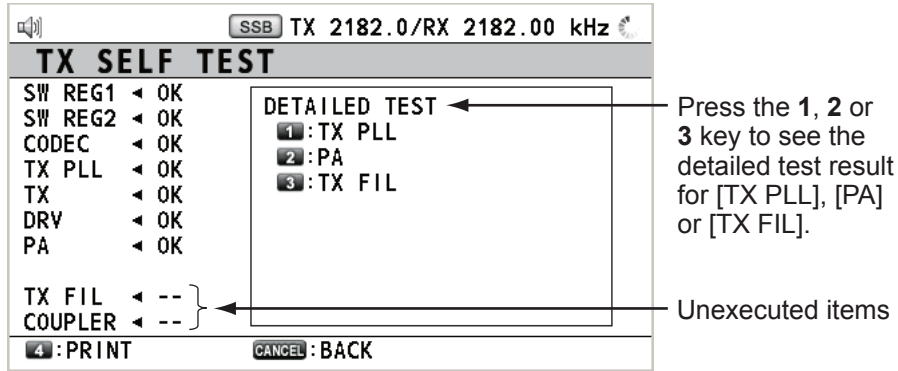 SSB TX 2182.0/RX 2182.00 kHz
TX SELF TEST
SW REG1 ◄ OK
SW REG2 ◄ OK
CODEC ◄ OK
TX PLL ◄ OK
TX ◄ OK
DRV ◄ OK
PA ◄ OK
TX FIL ◄ --
COUPLER ◄ --
DETAILED TEST
1:TX PLL
2:PA
3:TX FIL
4:PRINT
CANCEL:BACK
Press the 1, 2 or
3 key to see the
detailed test result
for [TX PLL], [PA]
or [TX FIL].
Unexecuted items